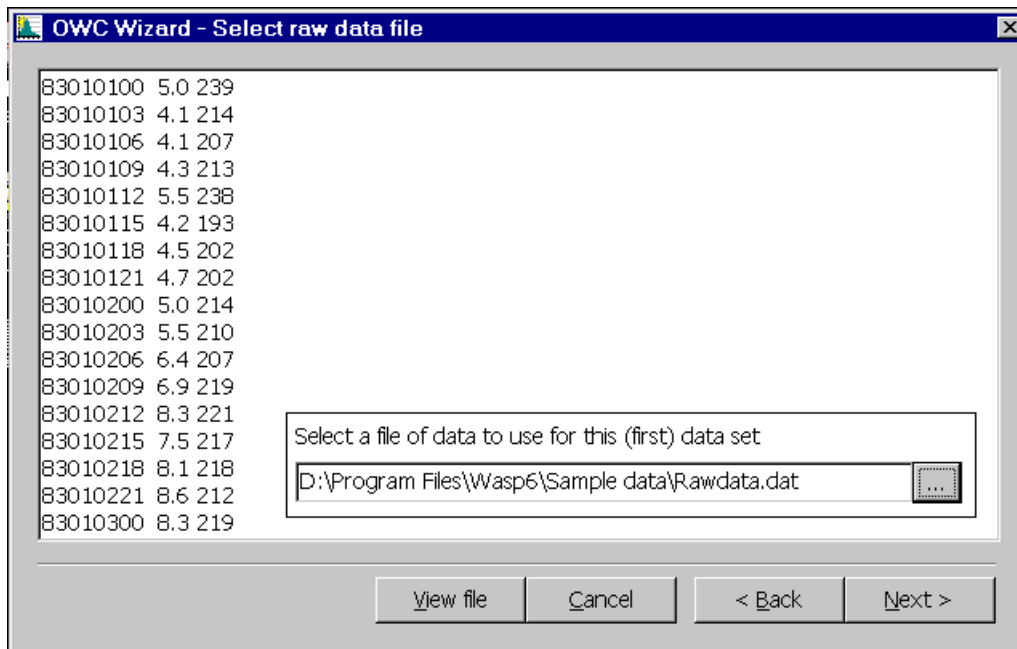 OWC Wizard - Select raw data file
83010100 5.0 239
83010103 4.1 214
83010106 4.1 207
83010109 4.3 213
83010112 5.5 238
83010115 4.2 193
83010118 4.5 202
83010121 4.7 202
83010200 5.0 214
83010203 5.5 210
83010206 6.4 207
83010209 6.9 219
83010212 8.3 221
83010215 7.5 217
83010218 8.1 218
83010221 8.6 212
83010300 8.3 219
Select a file of data to use for this (first) data set
D:\Program Files\Wasp6\Sample data\Rawdata.dat
...
View file
Cancel
< Back
Next >